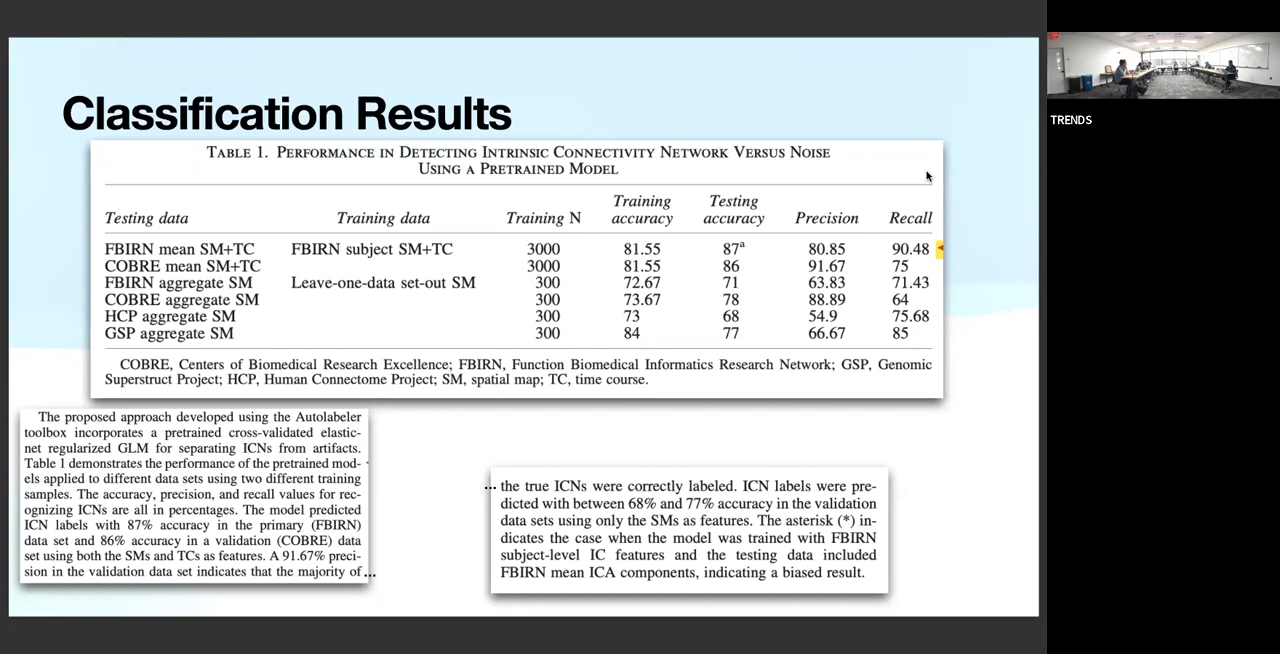 Classification Results
TABLE 1. PERFORMANCE IN DETECTING INTRINSIC CONNECTIVITY NETWORK VERSUS NOISE
USING A PRETRAINED MODEL
Testing data Training data Training N Training accuracy Testing accuracy Precision Recall
FBIRN mean SM+TC FBIRN subject SM+TC 3000 81.55 87a 80.85 90.48
COBRE mean SM+TC 3000 81.55 86 91.67 75
FBIRN aggregate SM Leave-one-data set-out SM 300 72.67 71 63.83 71.43
COBRE aggregate SM 300 73.67 78 88.89 64
HCP aggregate SM 300 73 68 54.9 75.68
GSP aggregate SM 300 84 77 66.67 85
COBRE, Centers of Biomedical Research Excellence; FBIRN, Function Biomedical Informatics Research Network; GSP, Genomic
Superstruct Project; HCP, Human Connectome Project; SM, spatial map; TC, time course.
The proposed approach developed using the Autolabeler
toolbox incorporates a pretrained cross-validated elastic-
net regularized GLM for separating ICNs from artifacts.
Table 1 demonstrates the performance of the pretrained mod-
els applied to different data sets using two different training
samples. The accuracy, precision, and recall values for rec-
ognizing ICNs are all in percentages. The model predicted
ICN labels with 87% accuracy in the primary (FBIRN)
data set and 86% accuracy in a validation (COBRE) data
set using both the SMs and TCs as features. A 91.67% preci-
sion in the validation data set indicates that the majority of...
... the true ICNs were correctly labeled. ICN labels were pre-
dicted with between 68% and 77% accuracy in the validation
data sets using only the SMs as features. The asterisk (*) in-
dicates the case when the model was trained with FBIRN
subject-level IC features and the testing data included
FBIRN mean ICA components, indicating a biased result.
TRENDS